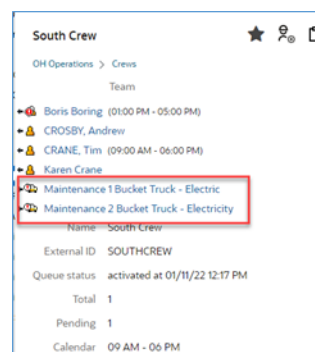 South Crew
OH Operations > Crews
Team
Boris Boring (01:00 PM - 05:00 PM)
CROSBY, Andrew
CRANE, Tim (09:00 AM - 06:00 PM)
Karen Crane
Maintenance 1 Bucket Truck - Electric
Maintenance 2 Bucket Truck - Electricity
Name South Crew
External ID SOUTHCREW
Queue status activated at 01/11/22 12:17 PM
Total 1
Pending 1
Calendar 09 AM - 06 PM